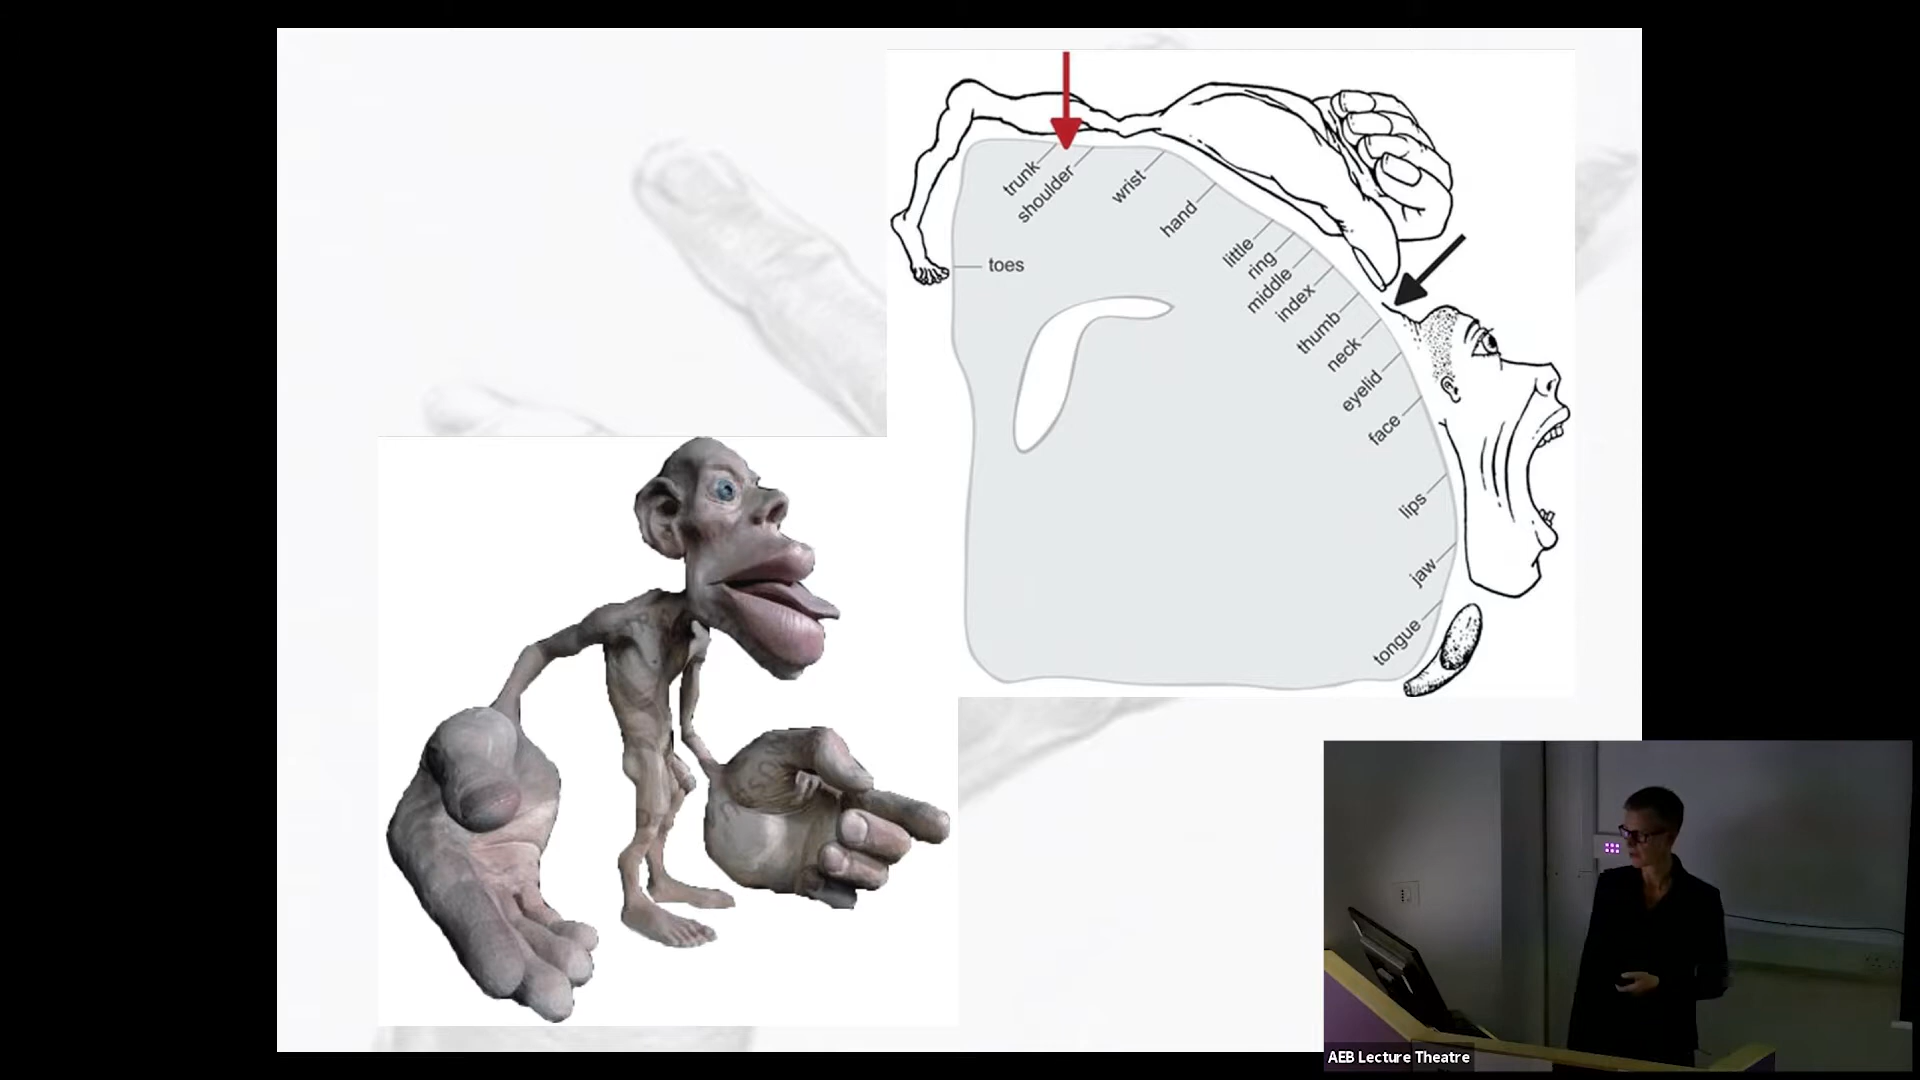 trunk
shoulder
wrist
hand
little
ring
middle
index
thumb
neck
eyelid
face
lips
jaw
tongue
toes
AEB Lecture Theatre